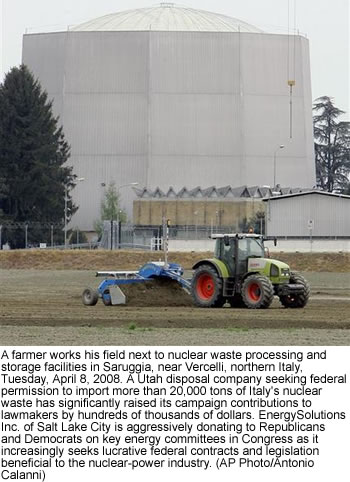 A farmer works his field next to nuclear waste processing and
storage facilities in Saruggia, near Vercelli, northern Italy,
Tuesday, April 8, 2008. A Utah disposal company seeking federal
permission to import more than 20,000 tons of Italy's nuclear
waste has significantly raised its campaign contributions to
lawmakers by hundreds of thousands of dollars. EnergySolutions
Inc. of Salt Lake City is aggressively donating to Republicans
and Democrats on key energy committees in Congress as it
increasingly seeks lucrative federal contracts and legislation
beneficial to the nuclear-power industry. (AP Photo/Antonio
Calanni)